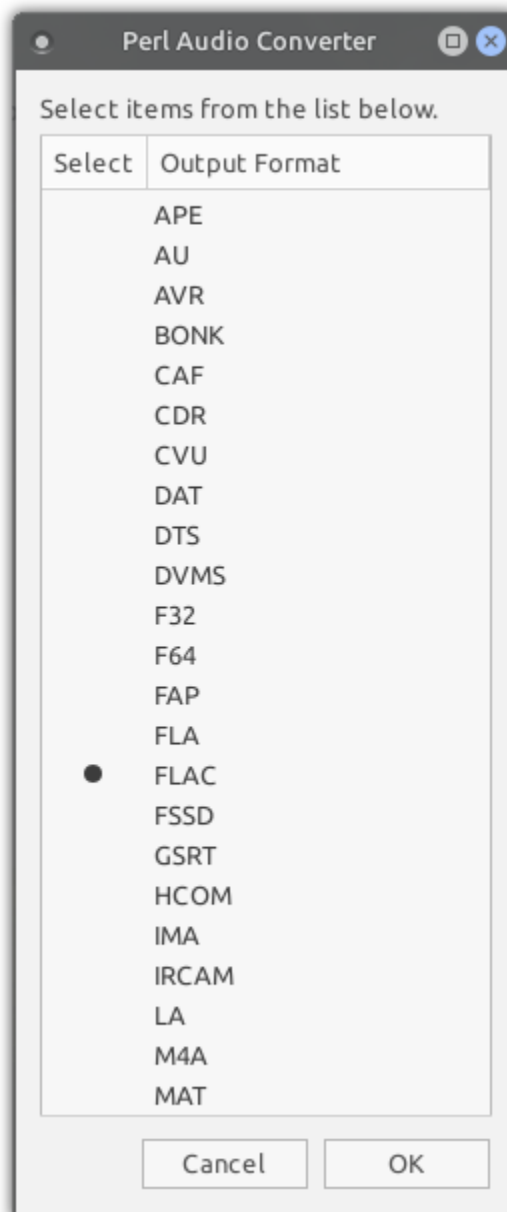 Perl Audio Converter
Select items from the list below.
Select Output Format
APE
AU
AVR
BONK
CAF
CDR
CVU
DAT
DTS
DVMS
F32
F64
FAP
FLA
FLAC
FSSD
GSRT
HCOM
IMA
IRCAM
LA
M4A
MAT
Cancel OK